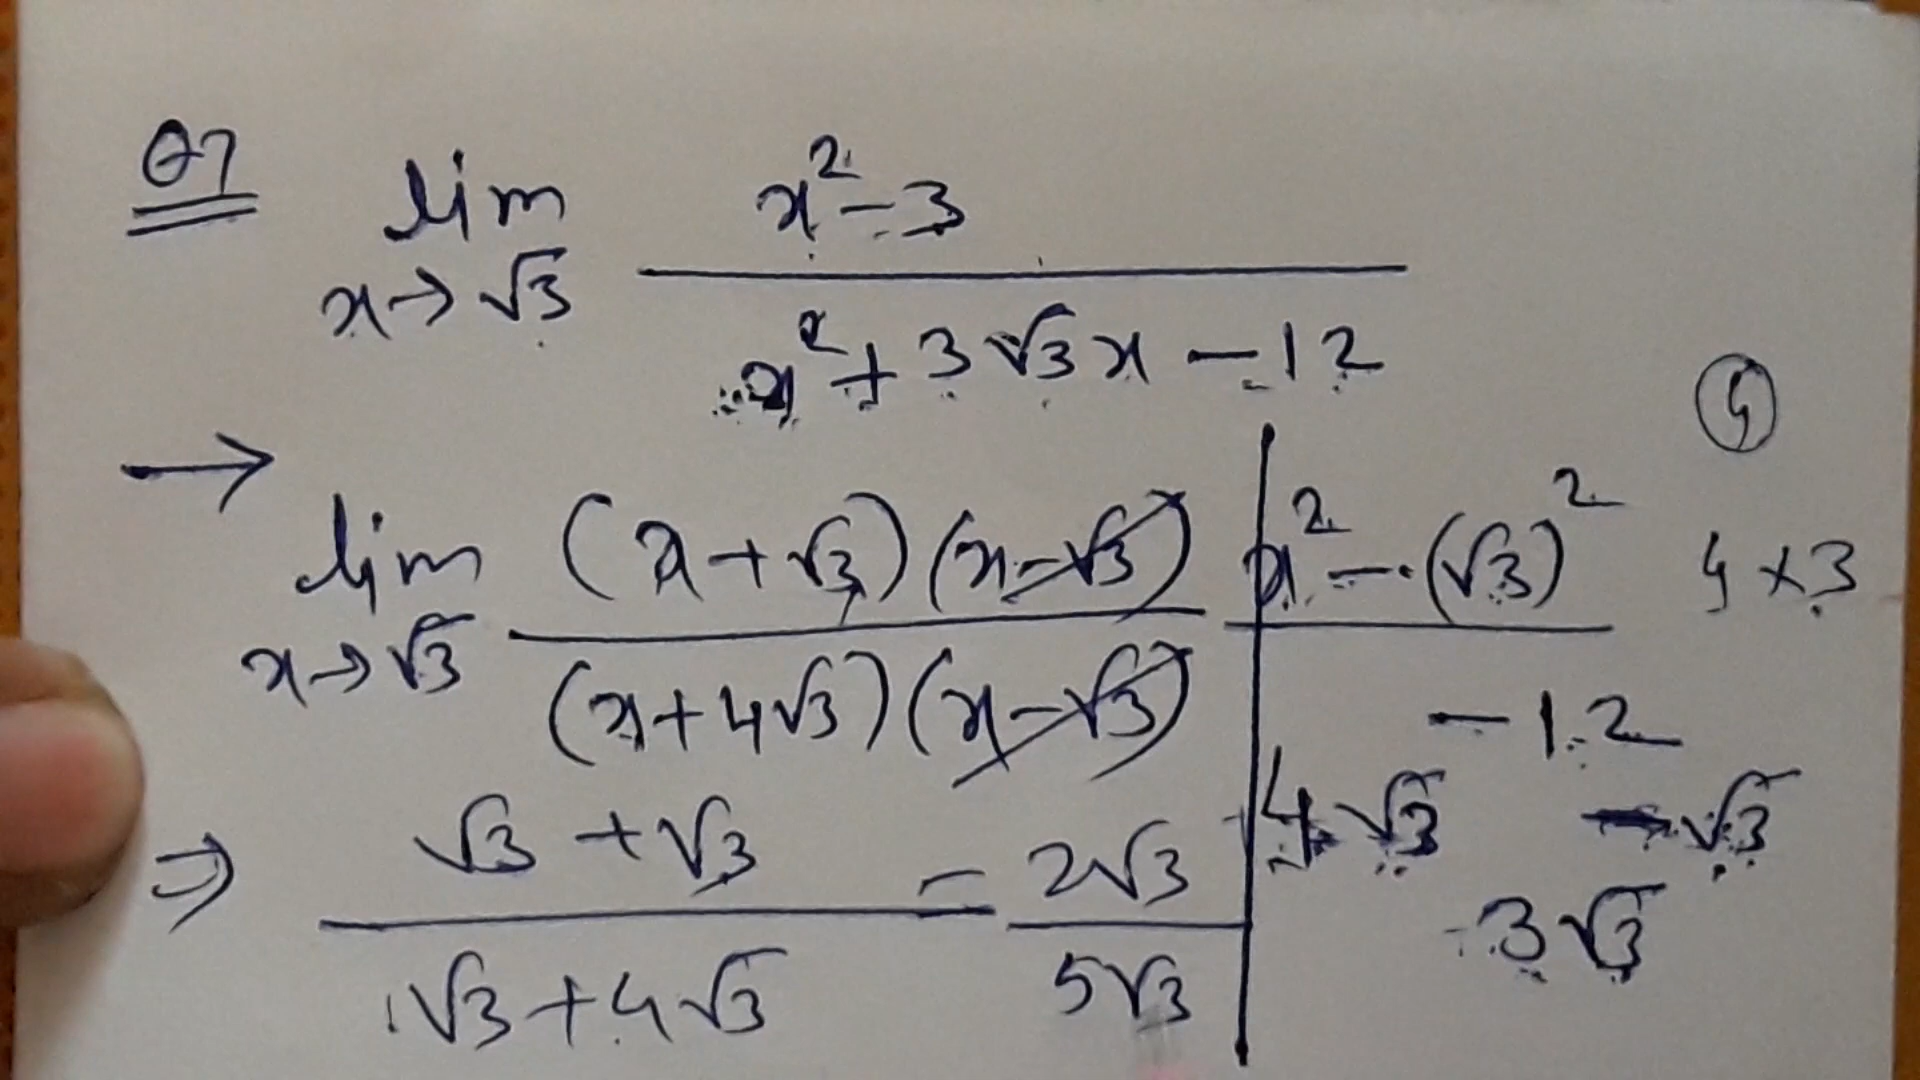 Q7
lim x→√3 (x² - 3) / (x² + 3√3x - 12)
→
lim x→√3 ((x+√3)(x-√3)) / ((x+4√3)(x-√3))
⇒ (√3 + √3) / (1√3 + 4√3) = 2√3 / 5√3
x² - (√3)²
-12
4√3 -√3
3√3
4 × 3